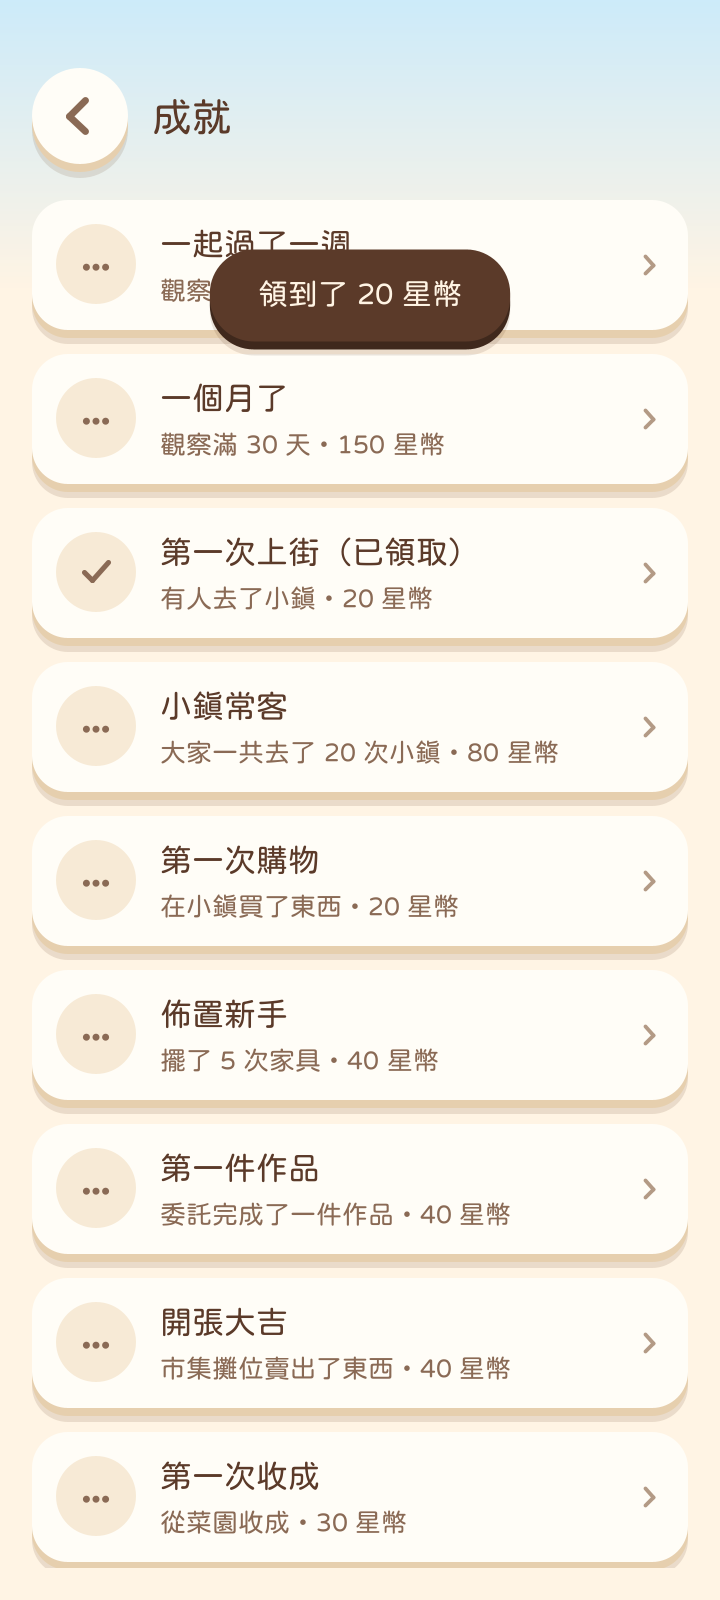 成就
一起過了一週
觀察
領到了 20 星幣
一個月了
觀察滿 30 天・150 星幣
第一次上街（已領取）
有人去了小鎮・20 星幣
小鎮常客
大家一共去了 20 次小鎮・80 星幣
第一次購物
在小鎮買了東西・20 星幣
佈置新手
擺了 5 次家具・40 星幣
第一件作品
委託完成了一件作品・40 星幣
開張大吉
市集攤位賣出了東西・40 星幣
第一次收成
從菜園收成・30 星幣